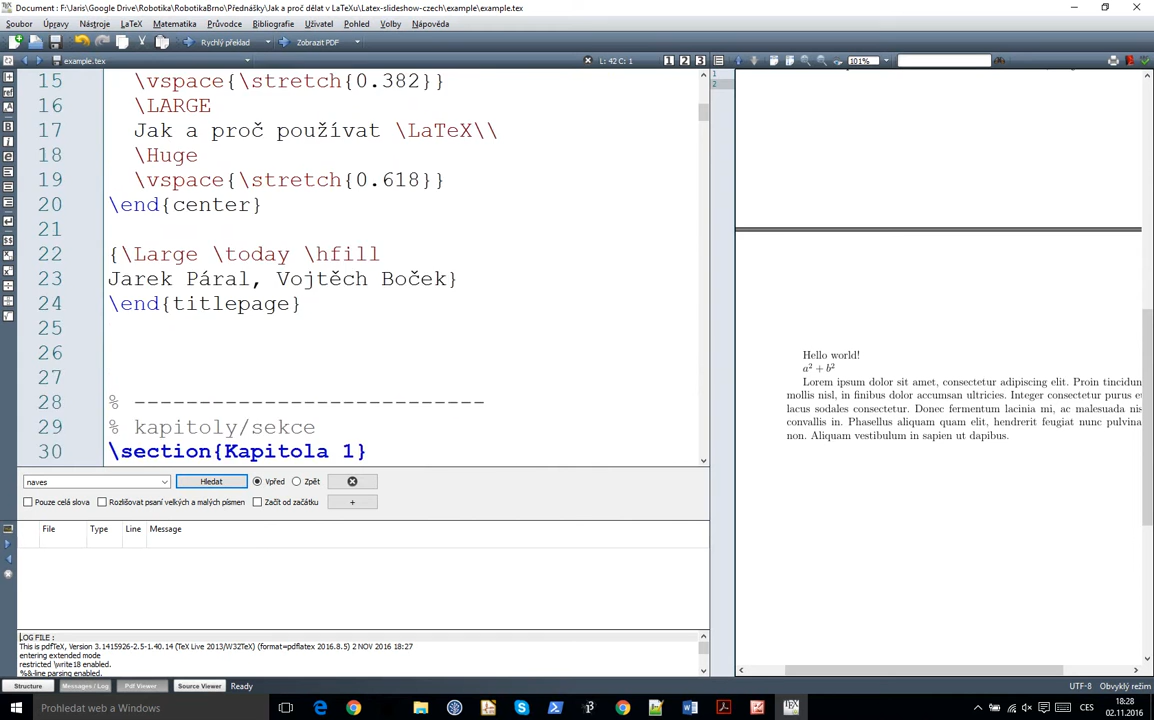 Document : F:\Jaris\Google Drive\Robotika\RobotikaBrno\Přednášky\Jak a proč dělat v LaTeXu\Latex-slideshow-czech\example\example.tex
Soubor Úpravy Nástroje LaTeX Matematika Průvodce Bibliografie Uživatel Pohled Volby Nápověda
Rychlý překlad Zobrazit PDF
example.tex L: 42 C: 1 1 2 3 101%
15 \vspace{\stretch{0.382}}
16 \LARGE
17 Jak a proč používat \LaTeX\\
18 \Huge
19 \vspace{\stretch{0.618}}
20 \end{center}
21
22 {\Large \today \hfill
23 Jarek Páral, Vojtěch Boček}
24 \end{titlepage}
25
26
27
28 % ---------------------------
29 % kapitoly/sekce
30 \section{Kapitola 1}
1
2
Hello world!
a² + b²
Lorem ipsum dolor sit amet, consectetur adipiscing elit. Proin tincidun
mollis nisl, in finibus dolor accumsan ultricies. Integer consectetur purus
lacus sodales consectetur. Donec fermentum lacinia mi, ac malesuada nis
convallis in. Phasellus aliquam quam elit, hendrerit feugiat nunc pulvina
non. Aliquam vestibulum in sapien ut dapibus.
naves Hledat Vpřed Zpět
Pouze celá slova Rozlišovat psaní velkých a malých písmen Začít od začátku +
File Type Line Message
LOG FILE :
This is pdfTeX, Version 3.1415926-2.5-1.40.14 (TeX Live 2013/W32TeX) (format=pdflatex 2016.8.5) 2 NOV 2016 18:27
entering extended mode
restricted \write18 enabled.
%&-line parsing enabled.
Structure Messages / Log Pdf Viewer Source Viewer Ready UTF-8 Obvyklý režim
Prohledat web a Windows CES 18:28
02.11.2016